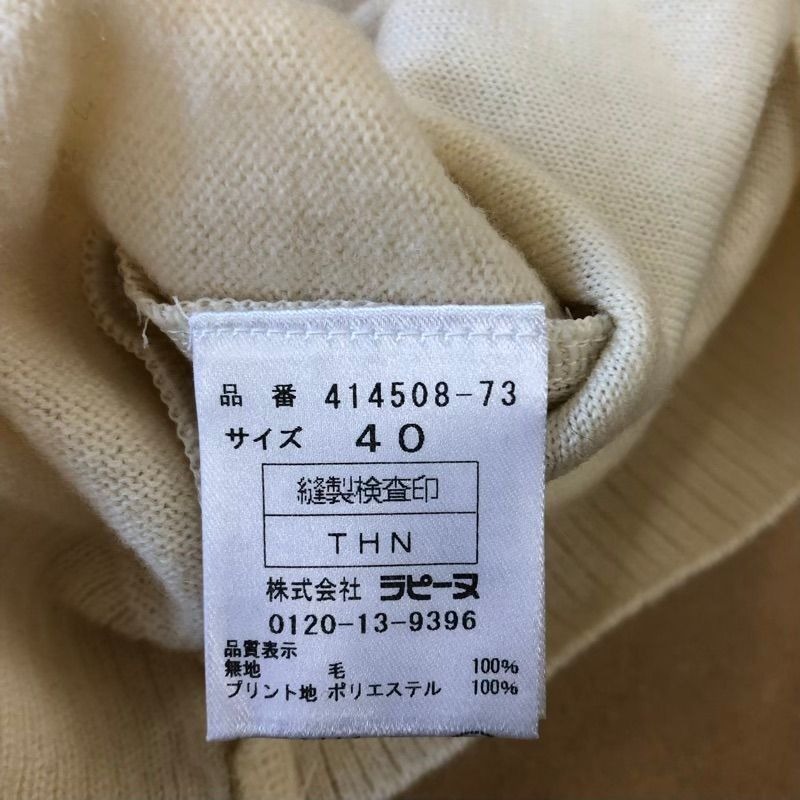 品番 414508-73
サイズ 40
縫製検査印
THN
株式会社 ラピーヌ
0120-13-9396
品質表示
無地 毛 100%
プリント地 ポリエステル 100%